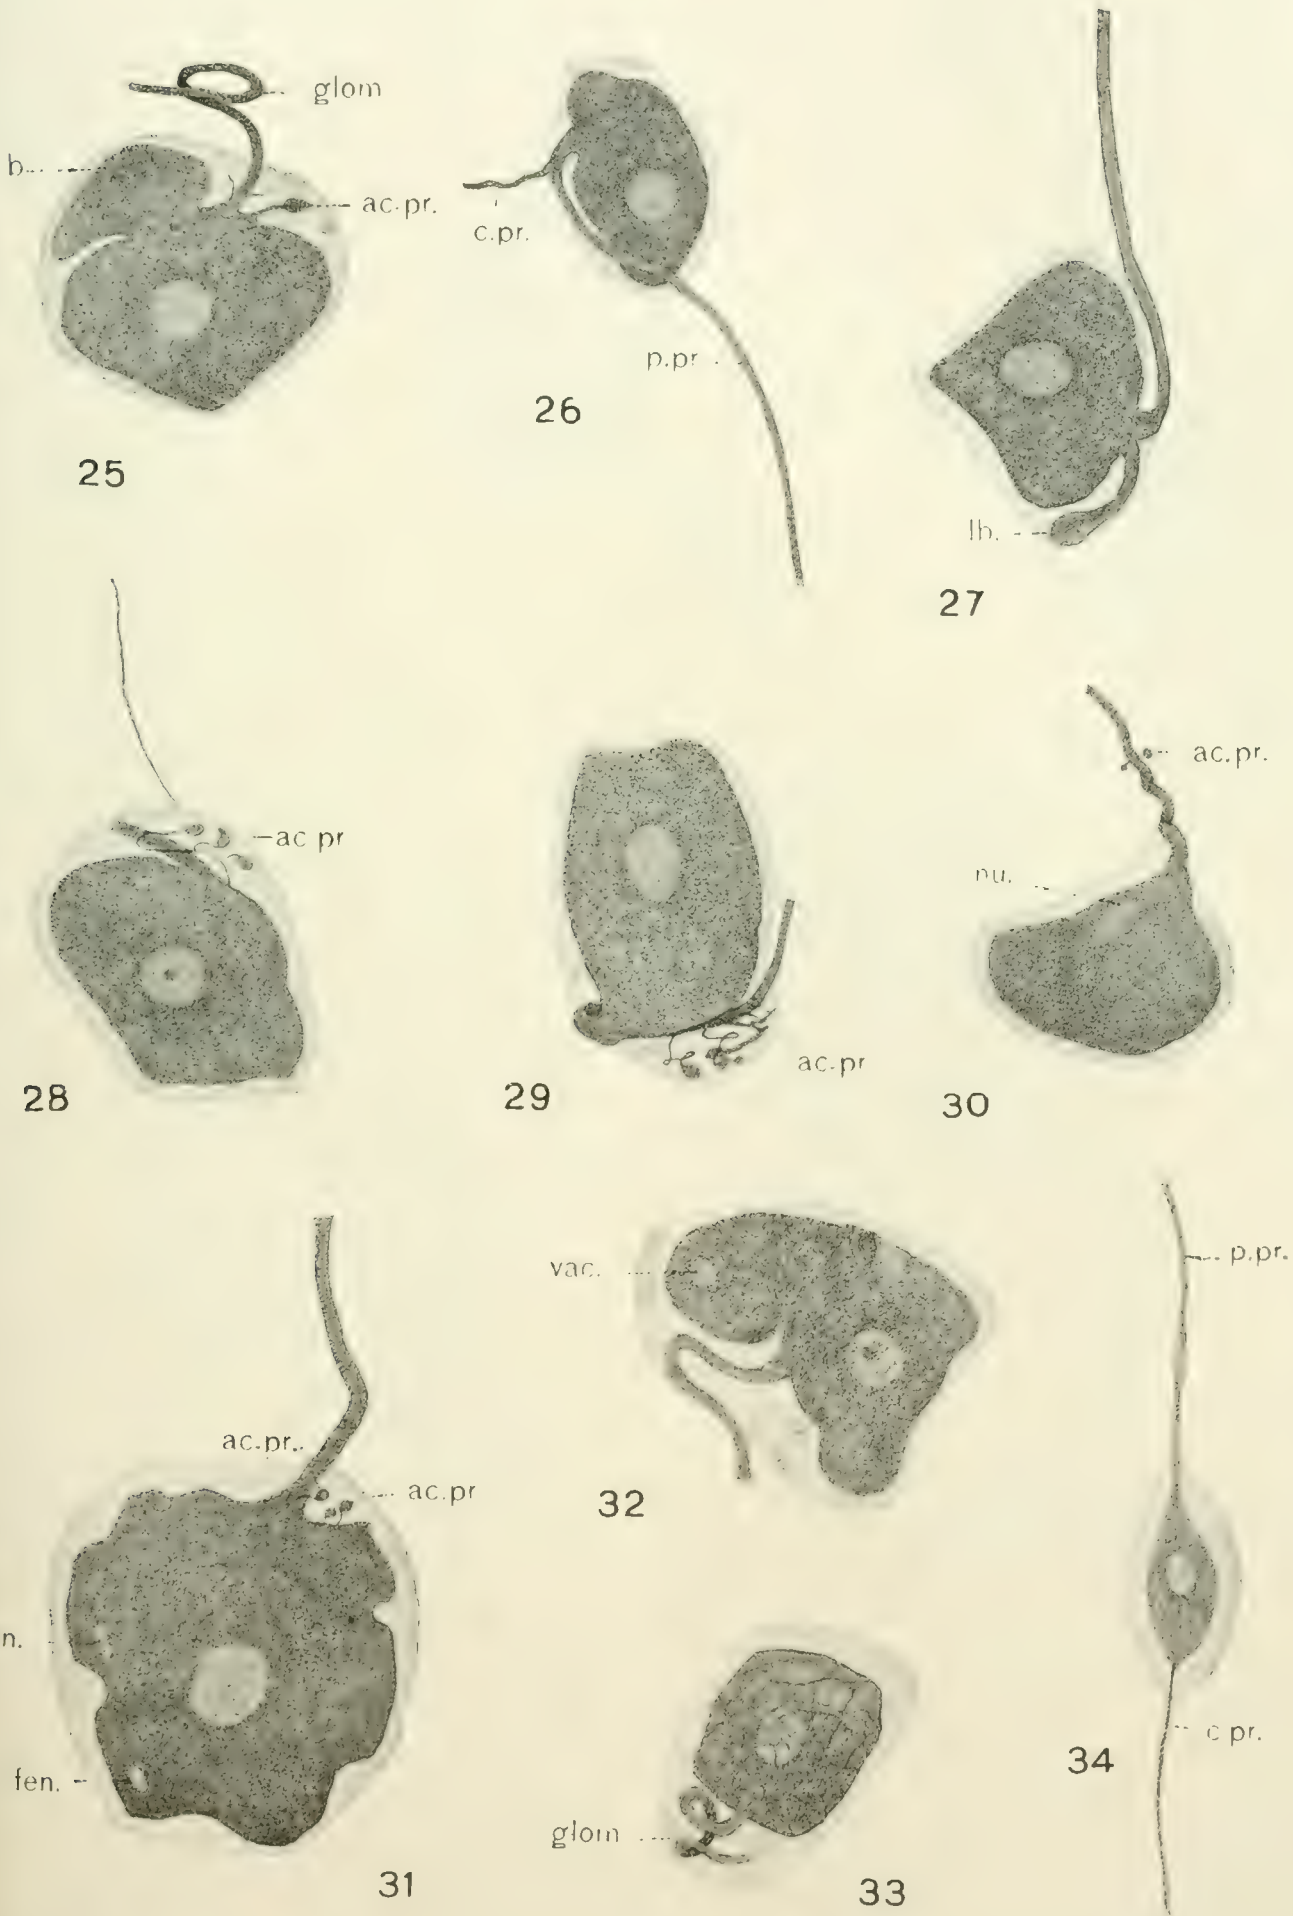 glom
b.
ac.pr.
25
c.pr.
p.pr.
26
lb.
27
ac pr
28
ac.pr
29
ac.pr.
nu.
30
ac.pr.
ac.pr
n.
fen.
31
vac.
32
glom
33
p.pr.
c pr.
34